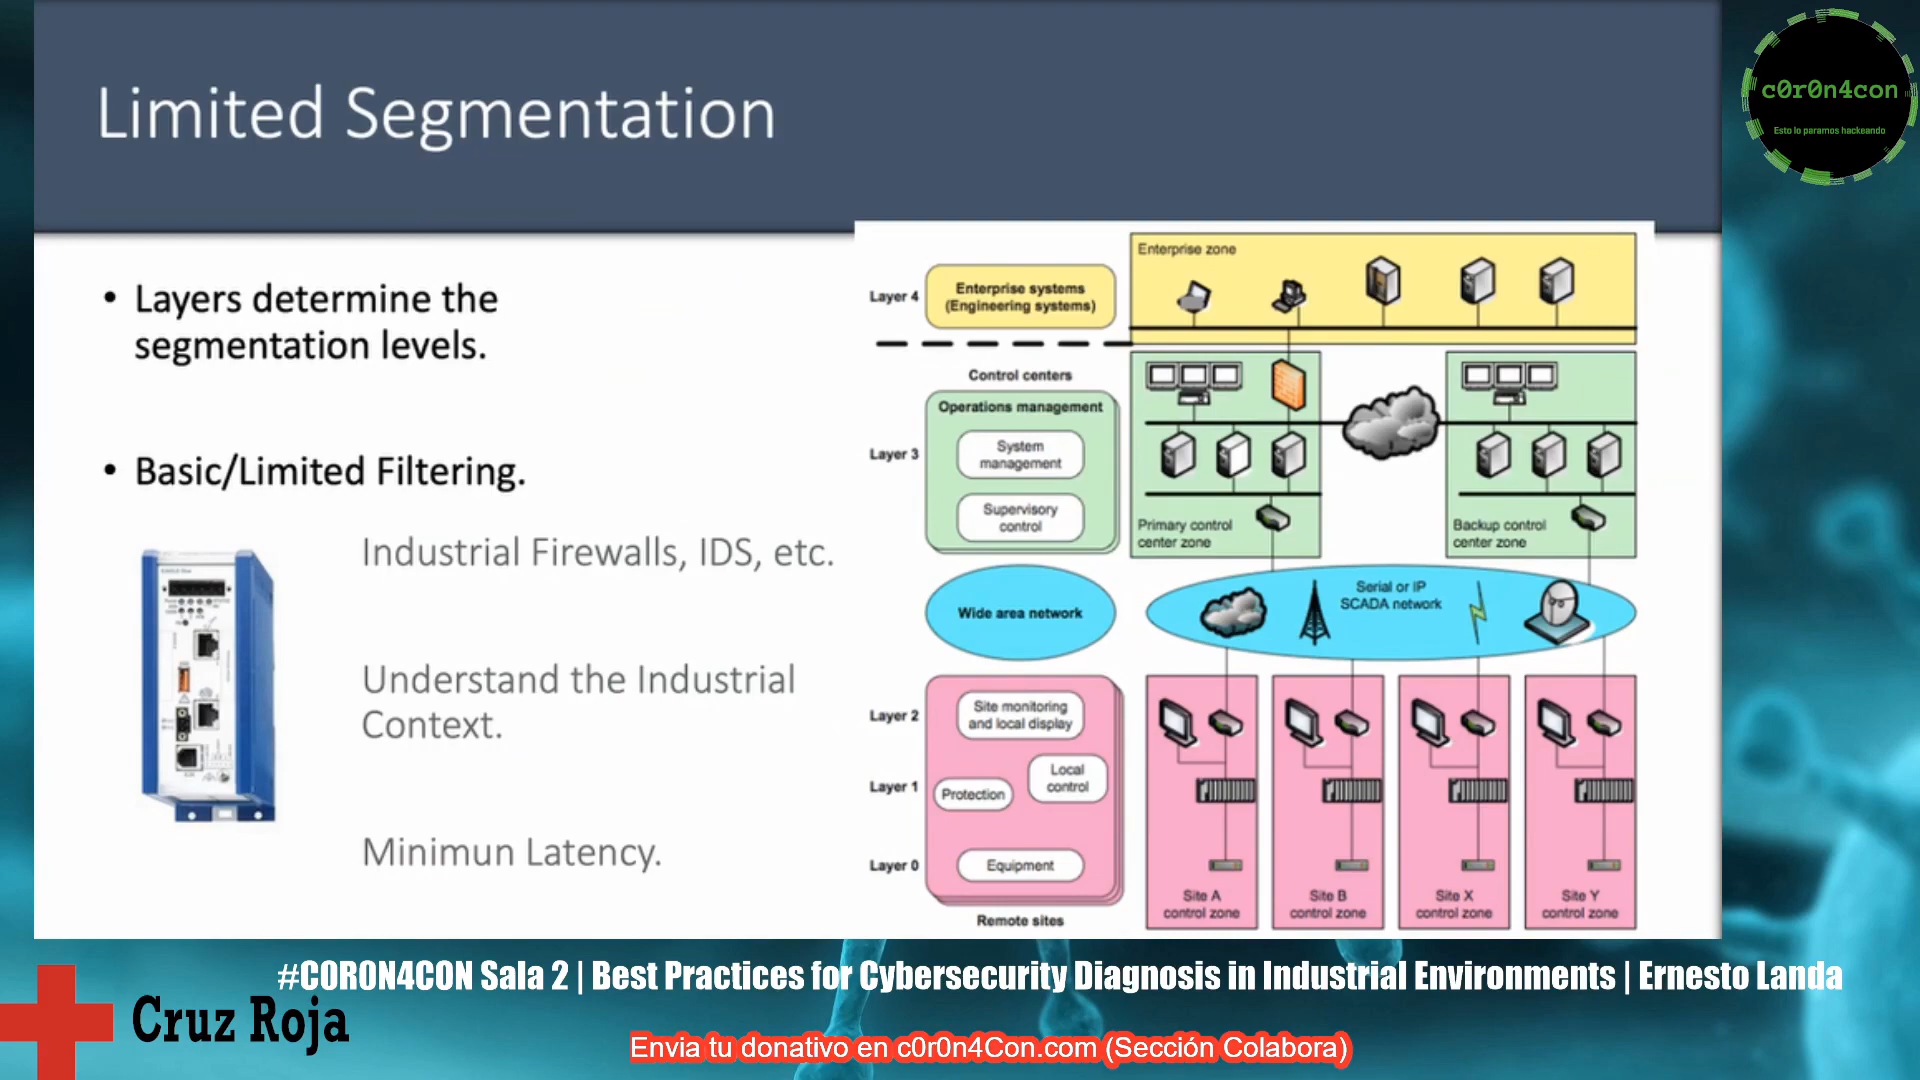 Limited Segmentation
c0r0n4con
Esto lo paramos hackeando
• Layers determine the
segmentation levels.
• Basic/Limited Filtering.
Industrial Firewalls, IDS, etc.
Understand the Industrial
Context.
Minimun Latency.
Layer 4
Enterprise systems
(Engineering systems)
Enterprise zone
Control centers
Operations management
System
management
Layer 3
Supervisory
control
Primary control
center zone
Backup control
center zone
Wide area network
Serial or IP
SCADA network
Layer 2
Site monitoring
and local display
Layer 1
Local
control
Protection
Layer 0
Equipment
Remote sites
Site A
control zone
Site B
control zone
Site X
control zone
Site Y
control zone
#C0R0N4C0N Sala 2 | Best Practices for Cybersecurity Diagnosis in Industrial Environments | Ernesto Landa
Cruz Roja
Envia tu donativo en c0r0n4Con.com (Sección Colabora)